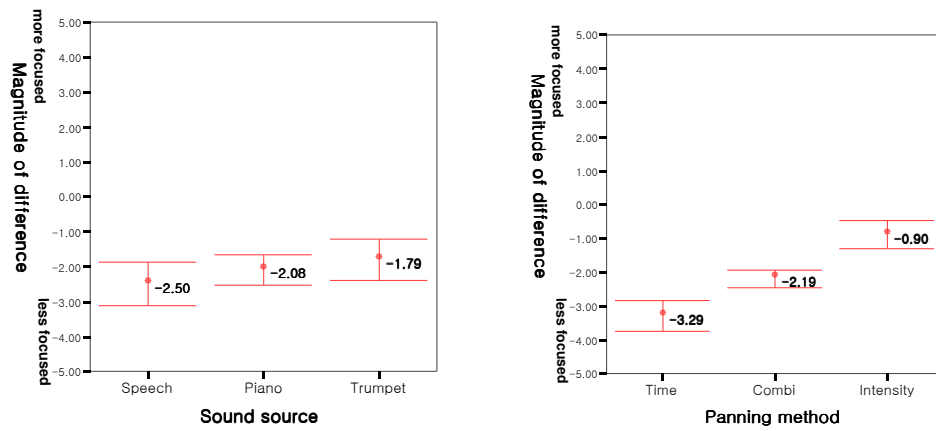 more focused
Magnitude of difference
less focused
5.00
4.00
3.00
2.00
1.00
0.00
-1.00
-2.00
-3.00
-4.00
-5.00
-2.50
-2.08
-1.79
Speech
Piano
Trumpet
Sound source
more focused
Magnitude of difference
less focused
5.00
4.00
3.00
2.00
1.00
0.00
-1.00
-2.00
-3.00
-4.00
-5.00
-3.29
-2.19
-0.90
Time
Combi
Intensity
Panning method